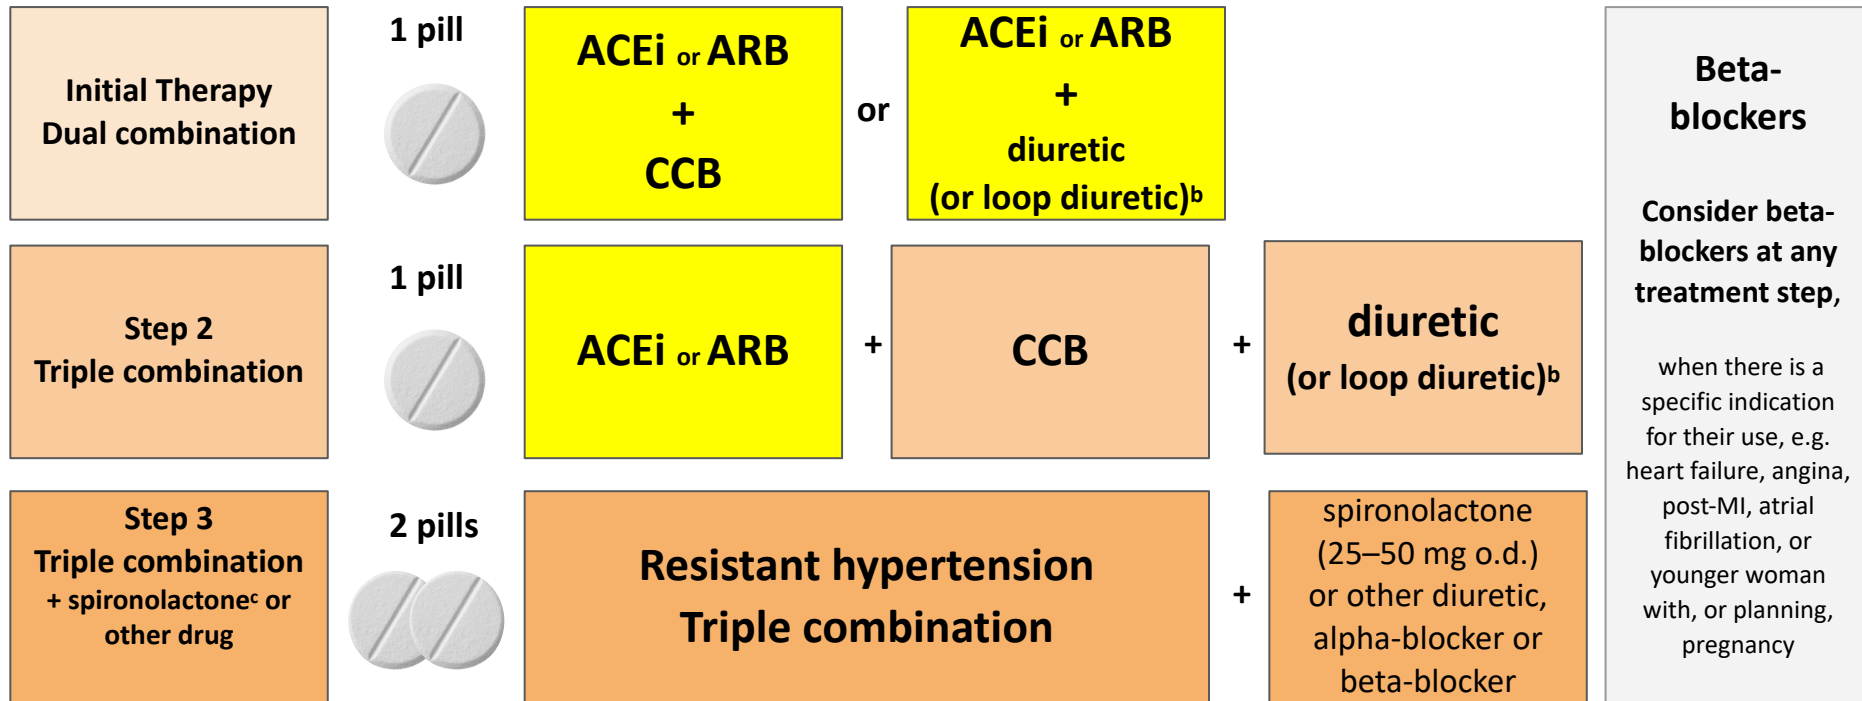 Initial Therapy
Dual combination
1 pill
ACEi or ARB
+
CCB
or
ACEi or ARB
+
diuretic
(or loop diuretic)ᵇ
Step 2
Triple combination
1 pill
ACEi or ARB
+
CCB
+
diuretic
(or loop diuretic)ᵇ
Step 3
Triple combination
+ spironolactoneᶜ or
other drug
2 pills
Resistant hypertension
Triple combination
+
spironolactone
(25–50 mg o.d.)
or other diuretic,
alpha-blocker or
beta-blocker
Beta-
blockers
Consider beta-
blockers at any
treatment step,
when there is a
specific indication
for their use, e.g.
heart failure, angina,
post-MI, atrial
fibrillation, or
younger woman
with, or planning,
pregnancy